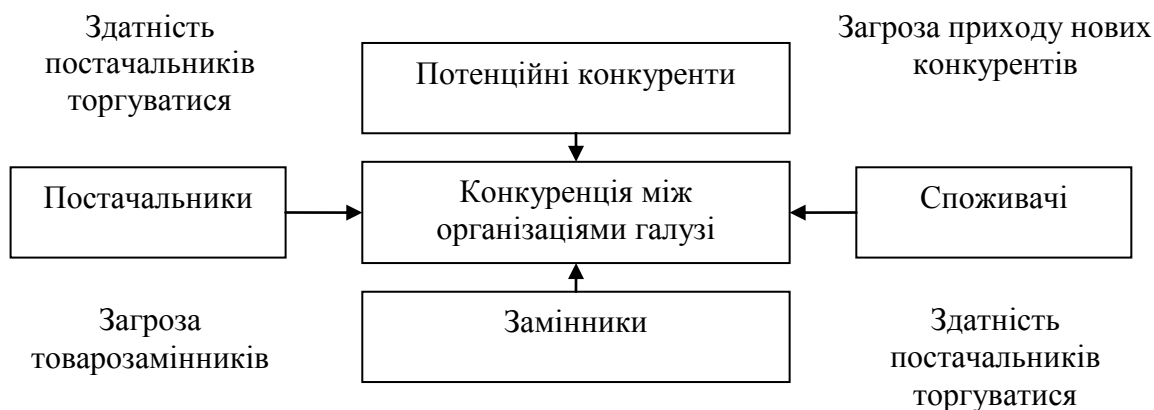 Здатність
постачальників
торгуватися
Потенційні конкуренти
Загроза приходу нових
конкурентів
Постачальники
Конкуренція між
організаціями галузі
Споживачі
Загроза
товарозамінників
Замінники
Здатність
постачальників
торгуватися